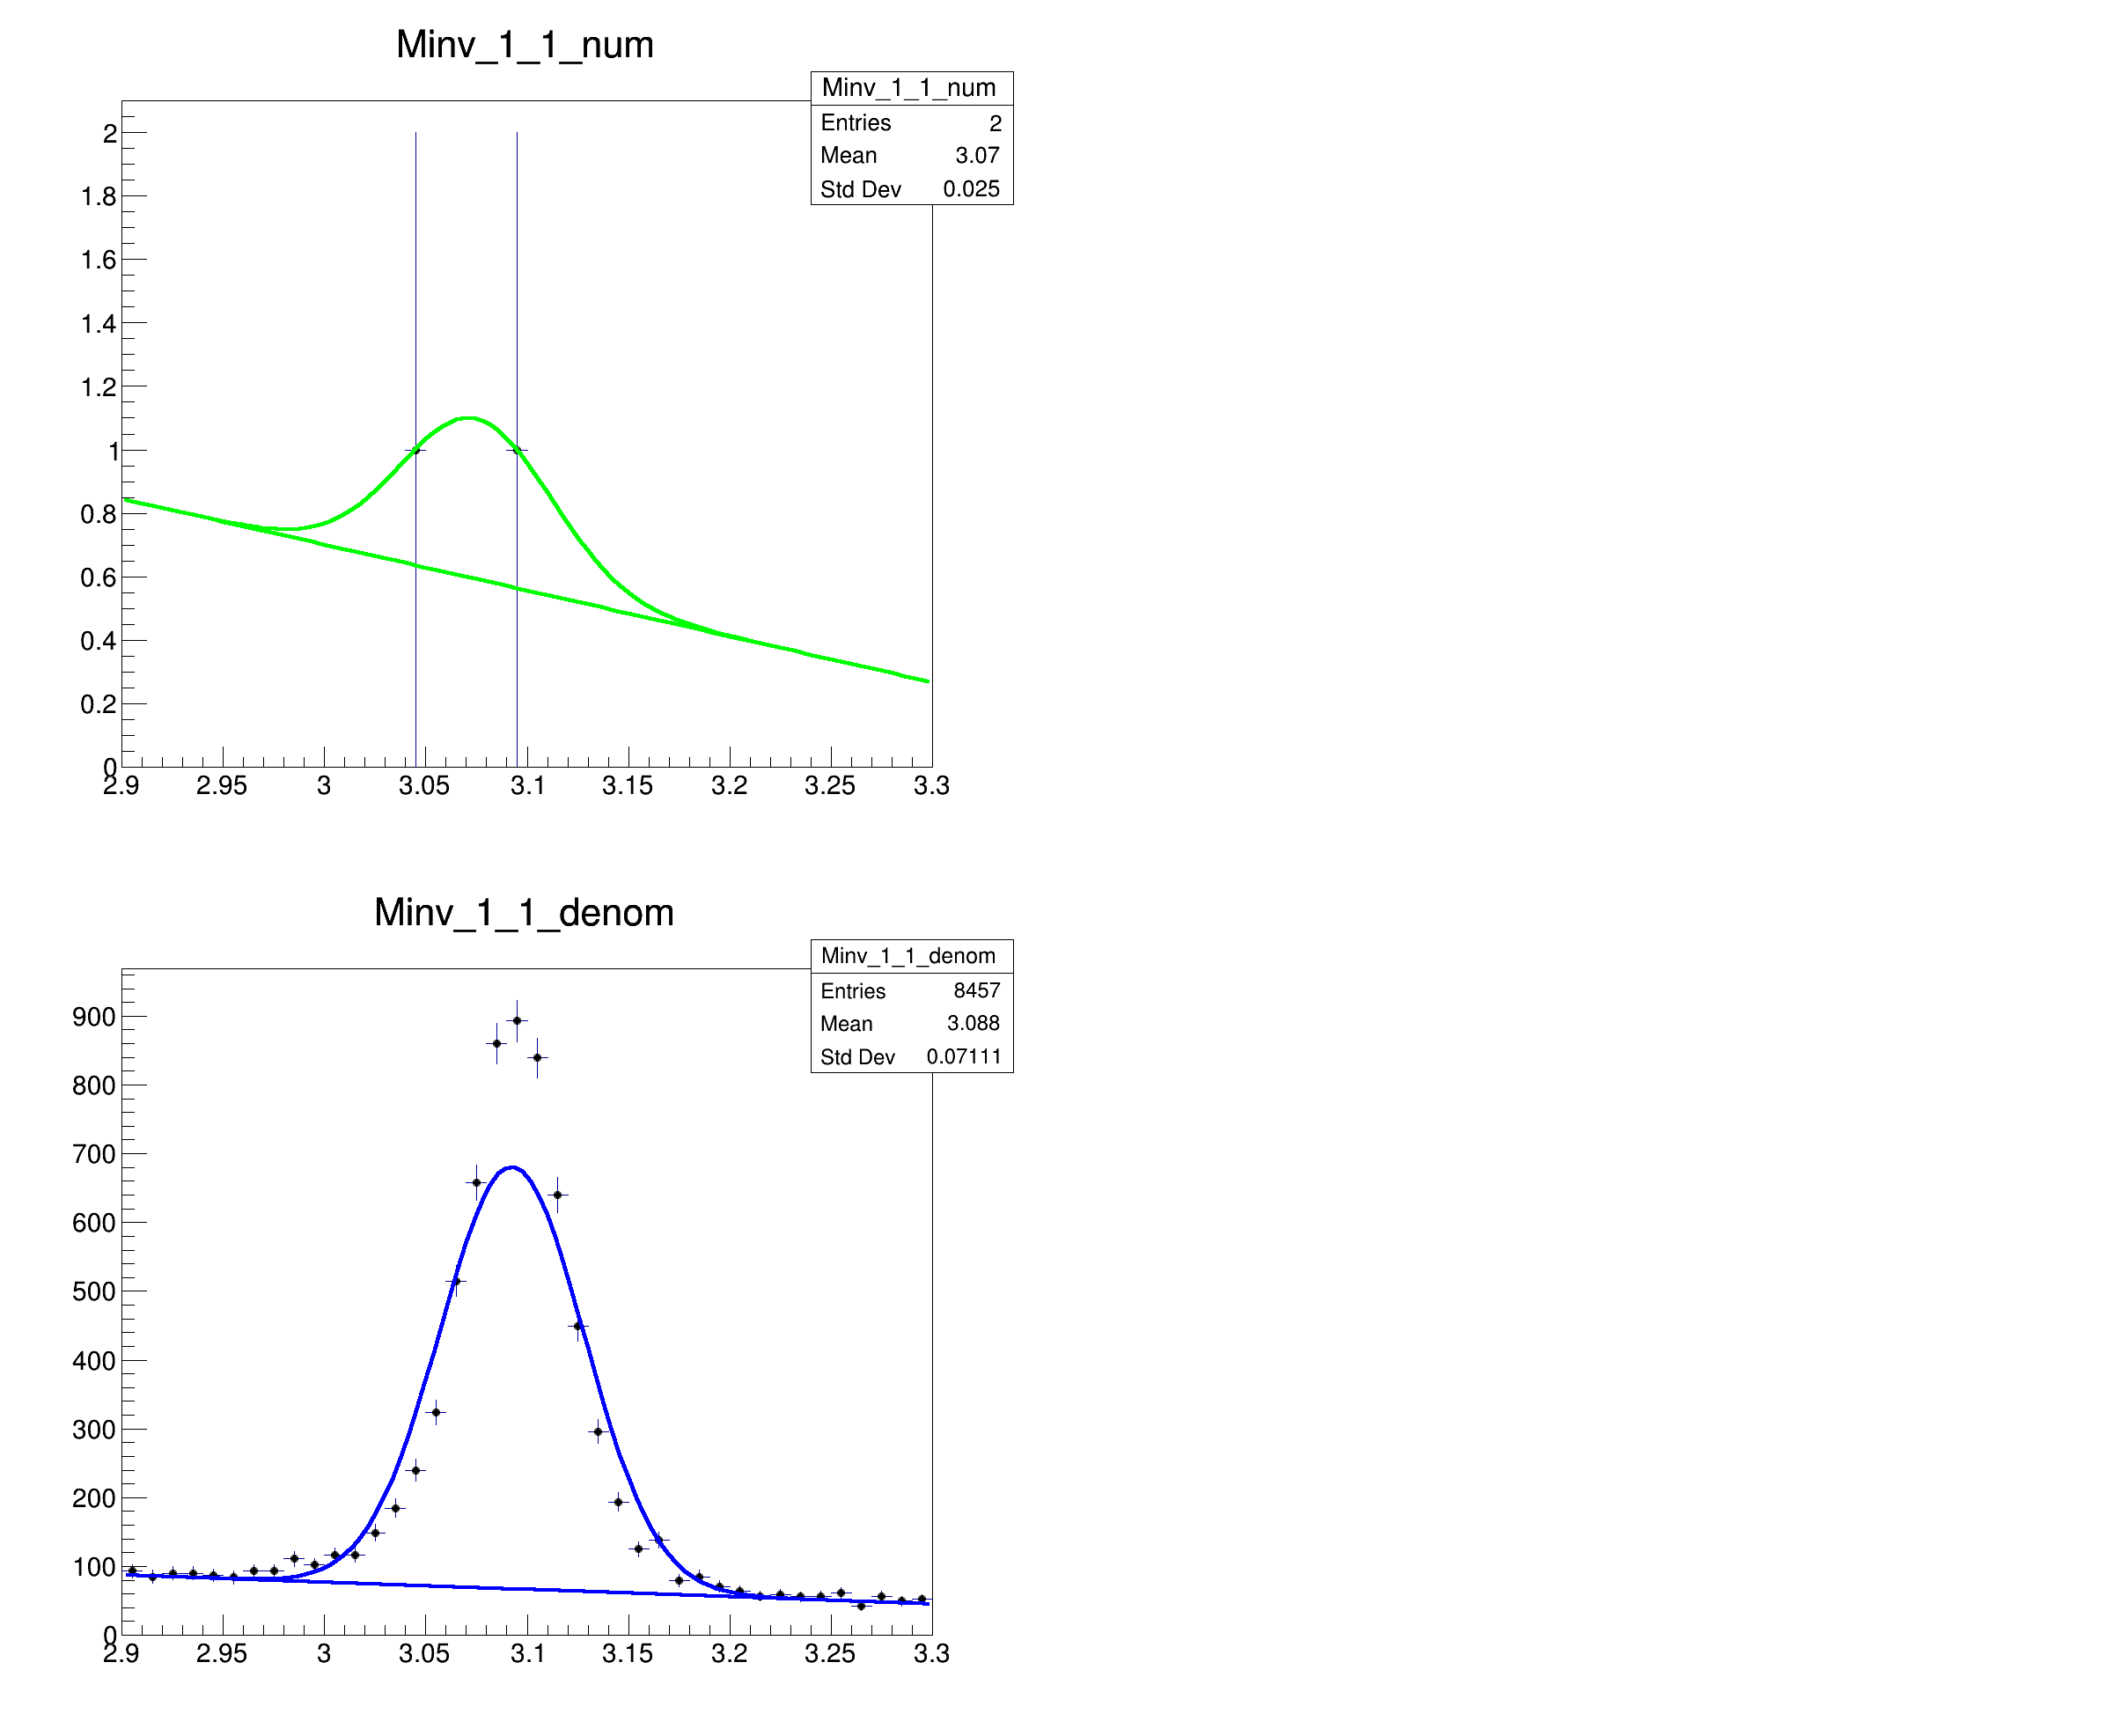 Minv_1_1_num
Minv_1_1_num
Entries 2
Mean 3.07
Std Dev 0.025
2
1.8
1.6
1.4
1.2
1
0.8
0.6
0.4
0.2
0
2.9 2.95 3 3.05 3.1 3.15 3.2 3.25 3.3
Minv_1_1_denom
Minv_1_1_denom
Entries 8457
Mean 3.088
Std Dev 0.07111
900
800
700
600
500
400
300
200
100
0
2.9 2.95 3 3.05 3.1 3.15 3.2 3.25 3.3